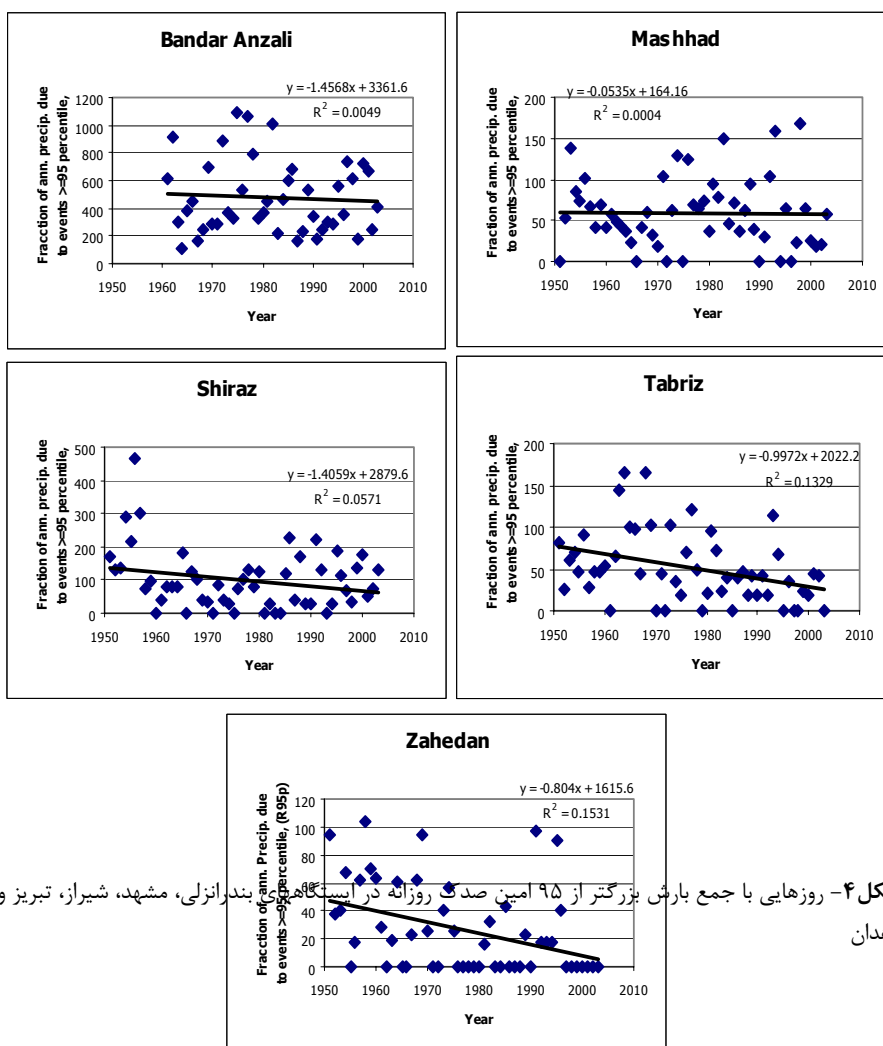 Bandar Anzali
y = -1.4568x + 3361.6
R² = 0.0049
Fracction of ann. precip. due
to events >=95 percentile,
1200
1000
800
600
400
200
0
1950 1960 1970 1980 1990 2000 2010
Year
Mashhad
y = -0.0535x + 164.16
R² = 0.0004
Fraction of ann. precip. due
to events >=95 percentile,
200
150
100
50
0
1950 1960 1970 1980 1990 2000 2010
Year
Shiraz
y = -1.4059x + 2879.6
R² = 0.0571
Fraction of ann. precip. due
to events >=95 percentile,
500
400
300
200
100
0
1950 1960 1970 1980 1990 2000 2010
Year
Tabriz
y = -0.9972x + 2022.2
R² = 0.1329
Fraction of ann. precip. due
to events >=95 percentile,
200
150
100
50
0
1950 1960 1970 1980 1990 2000 2010
Year
Zahedan
y = -0.804x + 1615.6
R² = 0.1531
Fracction of ann. Precip. due
to events >=95 percentile, (R95p)
120
100
80
60
40
20
0
1950 1960 1970 1980 1990 2000 2010
Year
کل۴- روزهایی با جمع بارش بزرگتر از ۹۵ امین صدک روزانه در ایستگاههای بندرانزلی، مشهد، شیراز، تبریز و
هدان